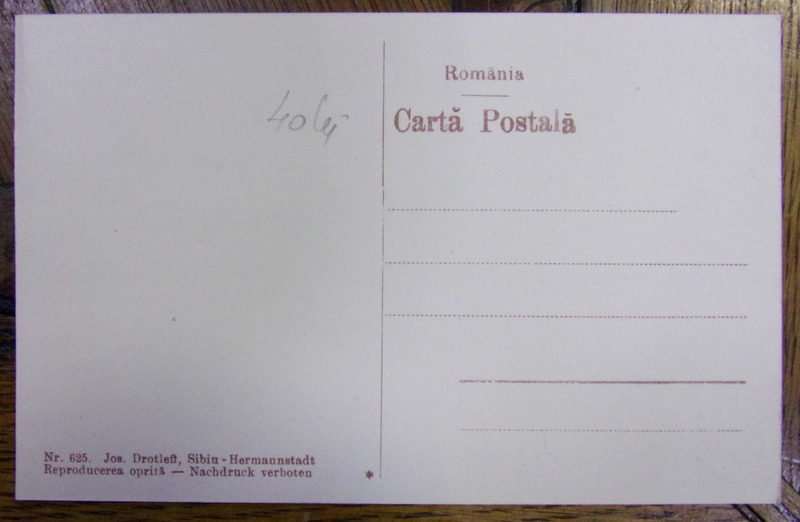 40 lei
România
Cartă Postală
Nr. 625. Jos. Drotleff, Sibiu - Hermannstadt
Reproducerea oprită — Nachdruck verboten *